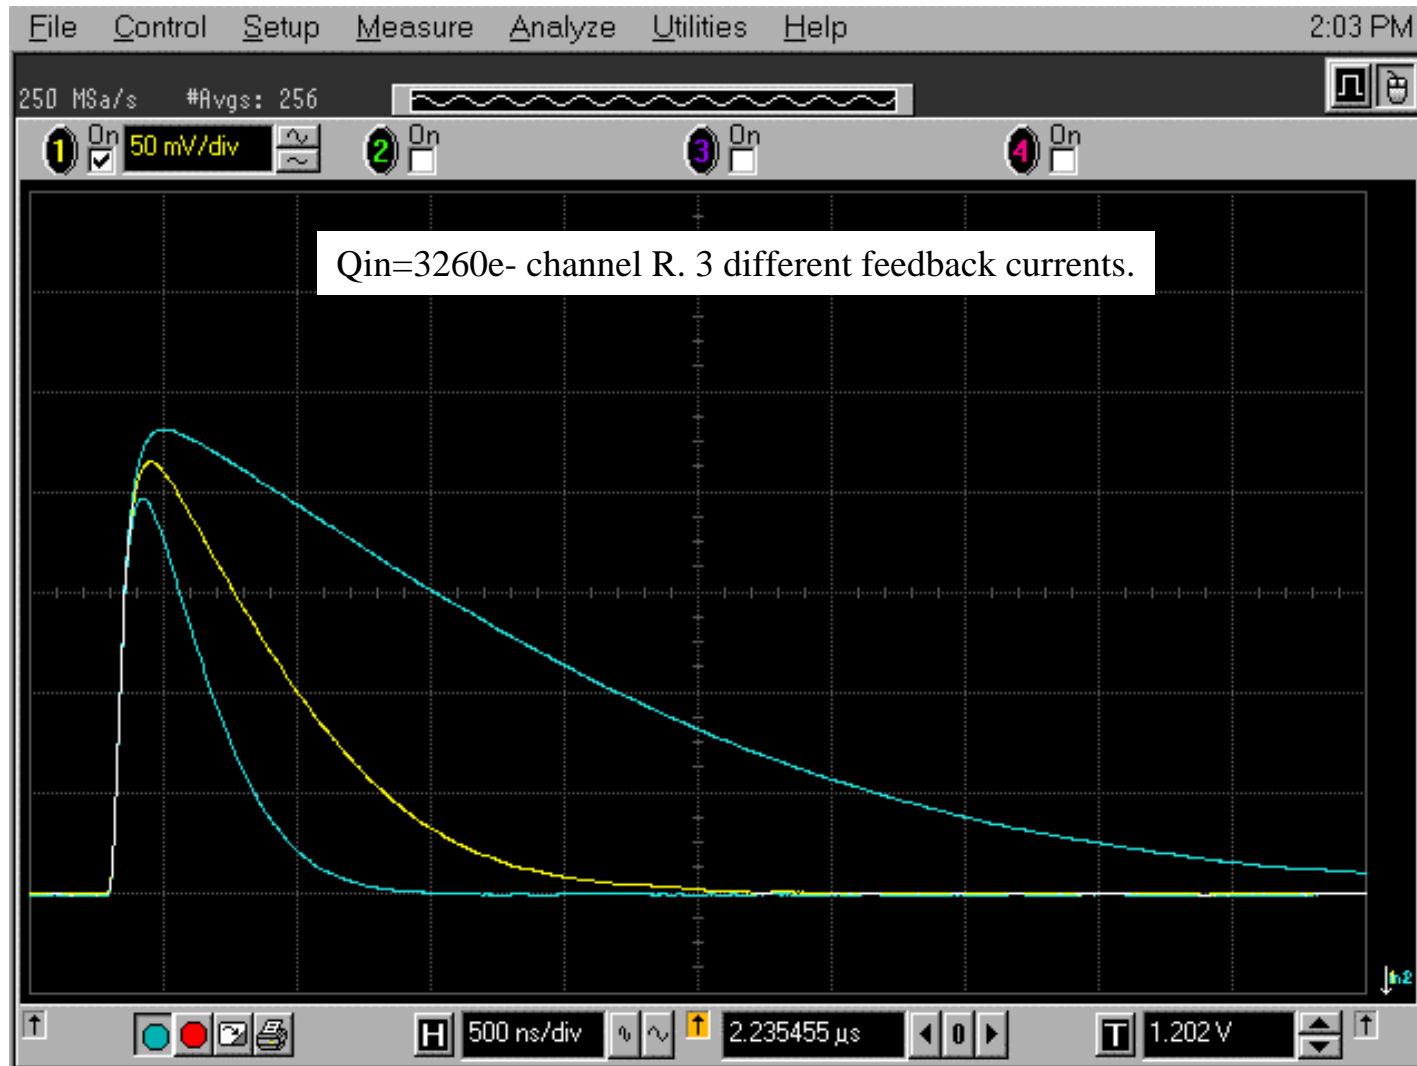 File Control Setup Measure Analyze Utilities Help 2:03 PM
250 MSa/s #Avgs: 256
1 On 50 mV/div 2 On 3 On 4 On
Qin=3260e- channel R. 3 different feedback currents.
H 500 ns/div 2.235455 µs 0 T 1.202 V